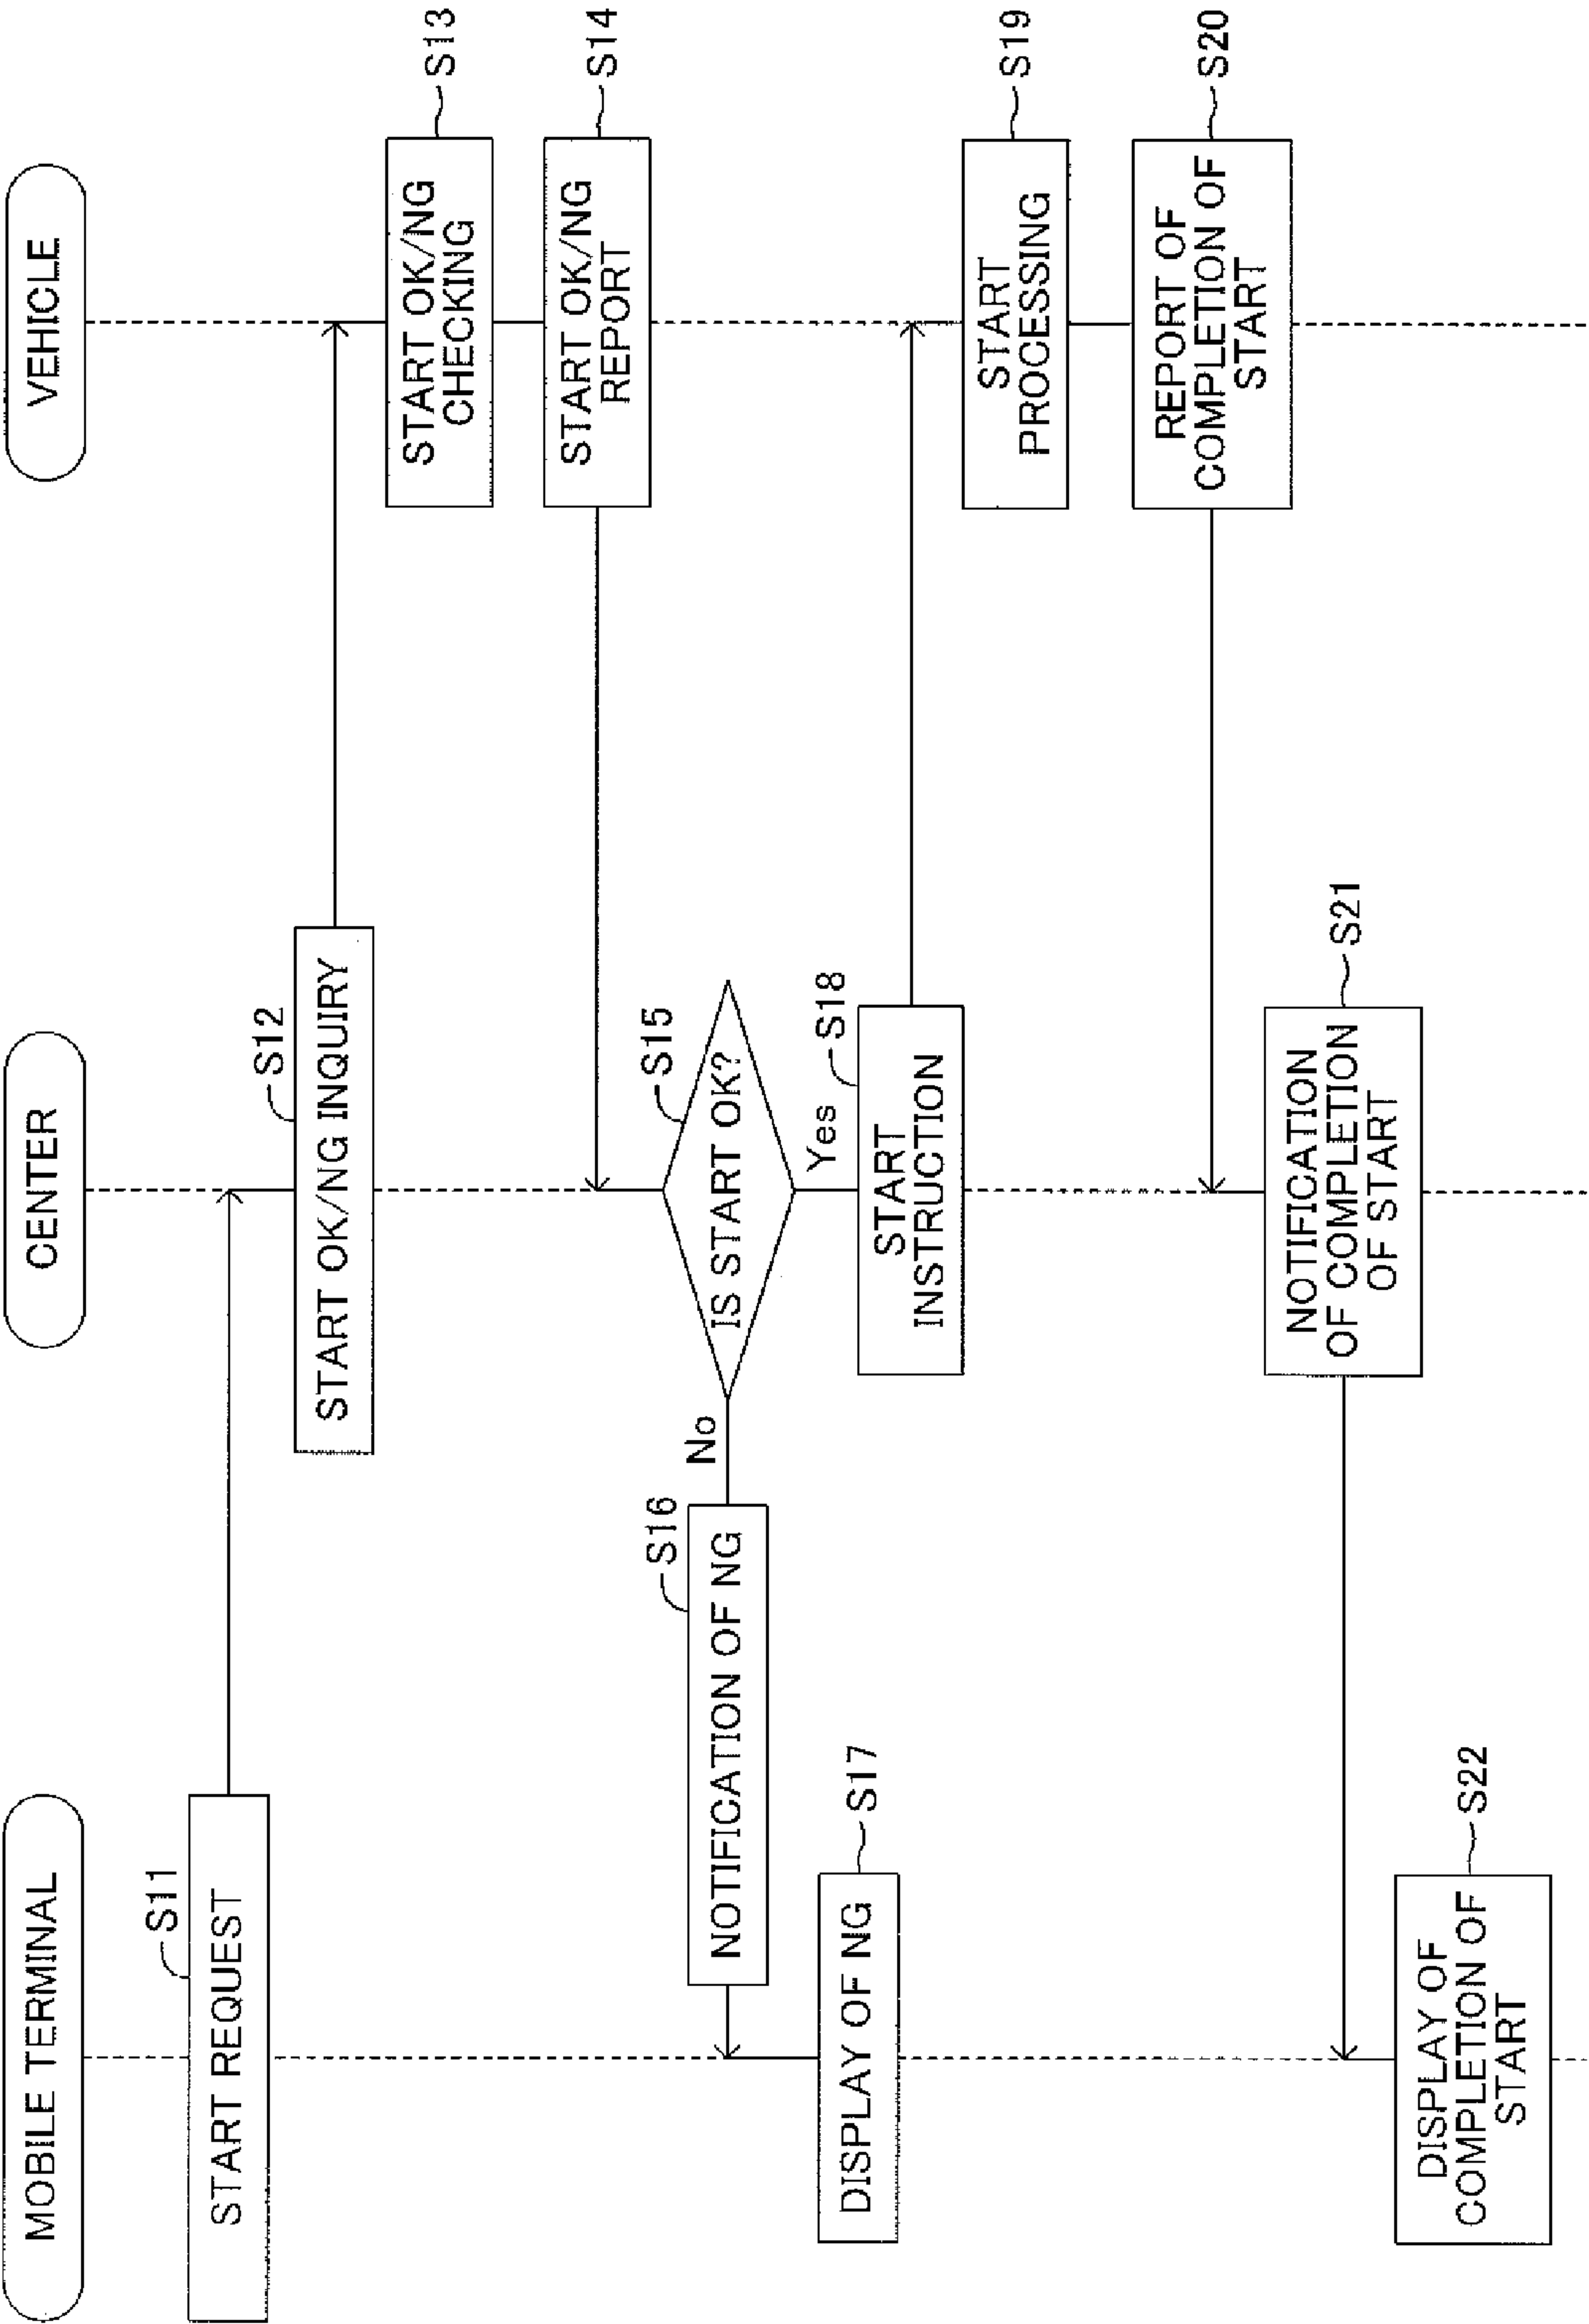 MOBILE TERMINAL
CENTER
VEHICLE
S11
START REQUEST
S12
START OK/NG INQUIRY
S13
START OK/NG
CHECKING
S14
START OK/NG
REPORT
S15
IS START OK?
No
Yes
S16
NOTIFICATION OF NG
S17
DISPLAY OF NG
S18
START
INSTRUCTION
S19
START
PROCESSING
S20
REPORT OF
COMPLETION OF
START
S21
NOTIFICATION
OF COMPLETION
OF START
S22
DISPLAY OF
COMPLETION OF
START